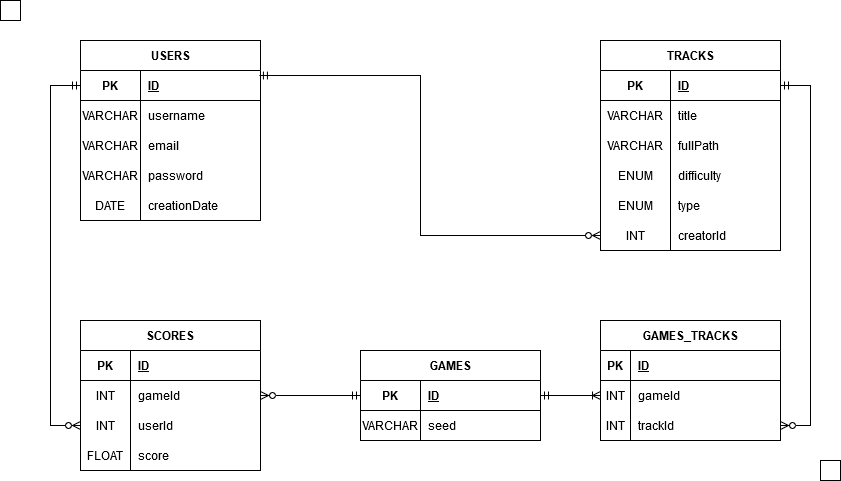 USERS
PK ID
VARCHAR username
VARCHAR email
VARCHAR password
DATE creationDate
TRACKS
PK ID
VARCHAR title
VARCHAR fullPath
ENUM difficulty
ENUM type
INT creatorId
SCORES
PK ID
INT gameId
INT userId
FLOAT score
GAMES
PK ID
VARCHAR seed
GAMES_TRACKS
PK ID
INT gameId
INT trackId